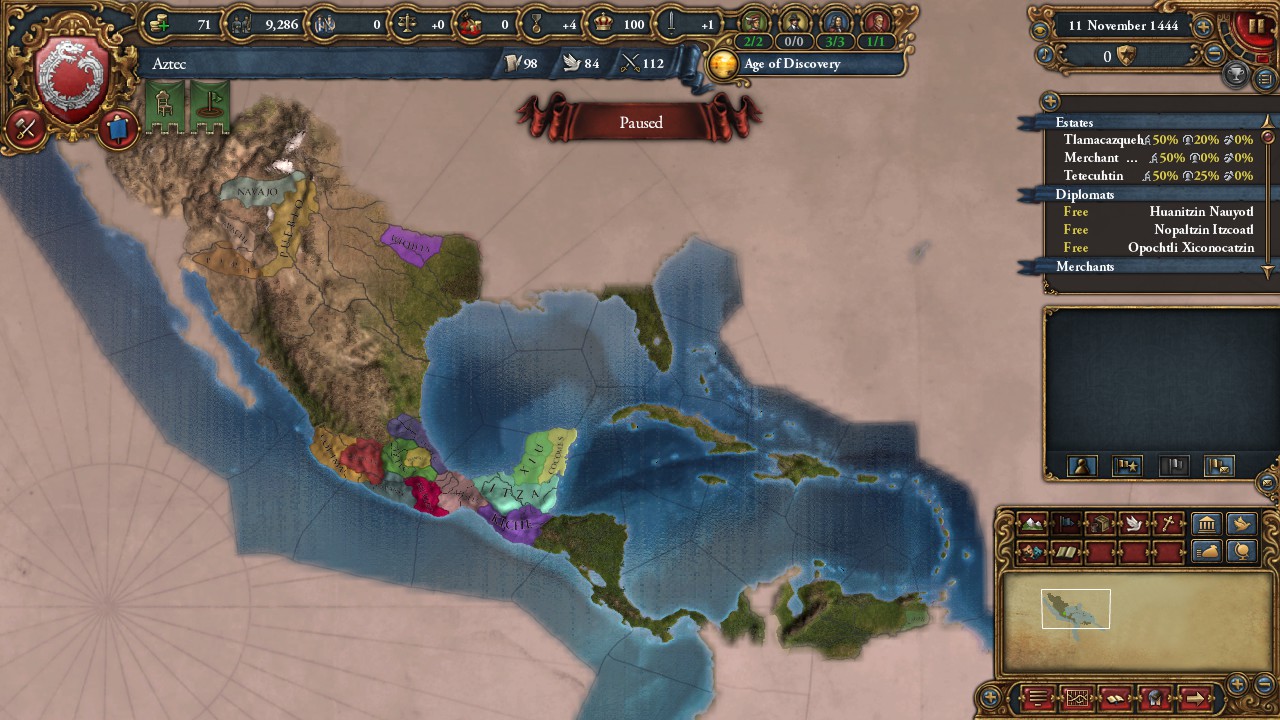 71 9,286 0 +0 0 +4 100 +1
2/2 0/0 3/3 1/1
11 November 1444
Aztec 98 84 112 Age of Discovery
0
Paused
Estates
Tlamacazqueh 50% 20% 0%
Merchant ... 50% 0% 0%
Tetecuhtin 50% 25% 0%
Diplomats
Free Huanitzin Nauyotl
Free Nopaltzin Itzcoatl
Free Opochtli Xiconocatzin
Merchants
NAVAJO
XIU
COCOMES
ITZA